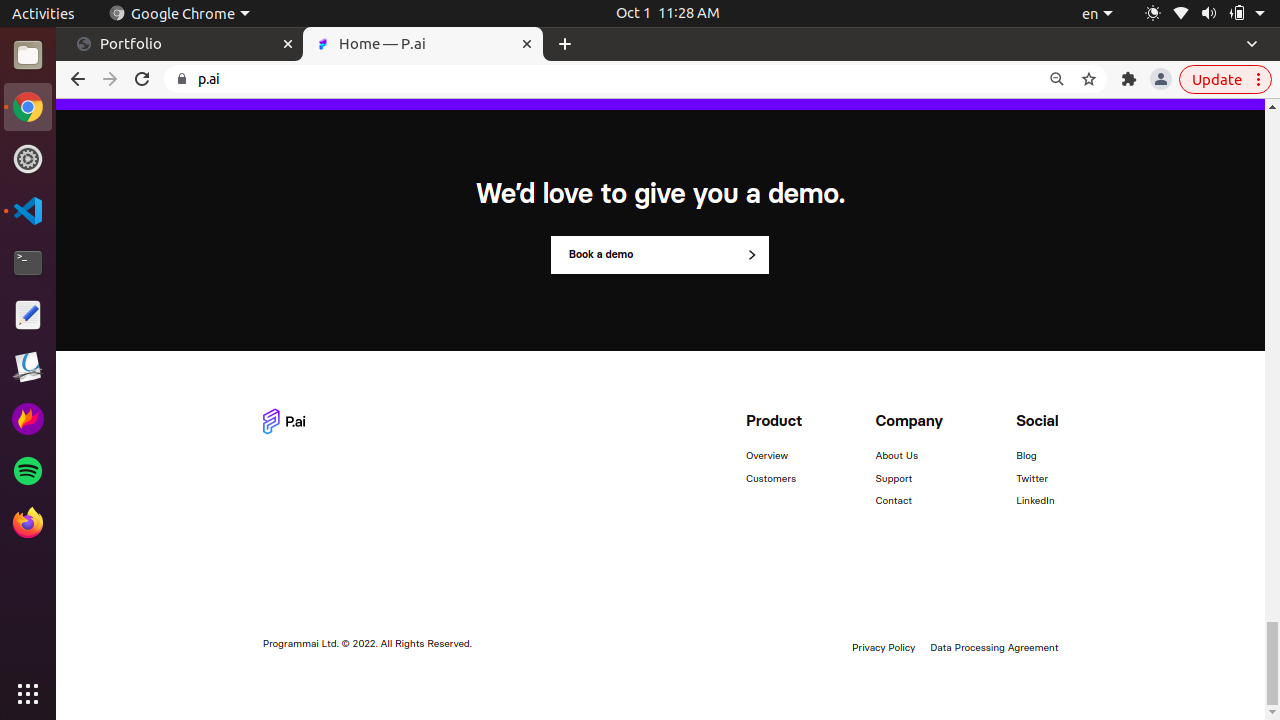 Activities
Google Chrome
Oct 1 11:28 AM
en
Portfolio
Home — P.ai
p.ai
Update
We’d love to give you a demo.
Book a demo
P.ai
Product
Overview
Customers
Company
About Us
Support
Contact
Social
Blog
Twitter
LinkedIn
Programmai Ltd. © 2022. All Rights Reserved.
Privacy Policy
Data Processing Agreement